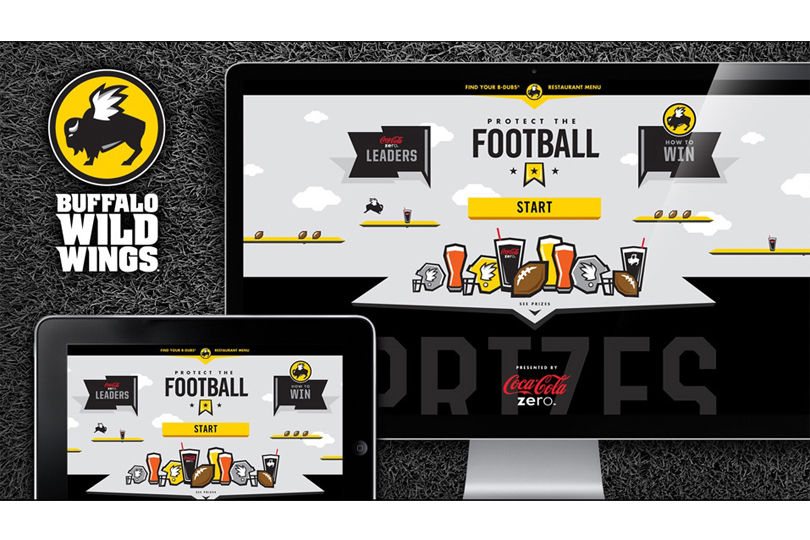 BUFFALO
WILD
WINGS
FIND YOUR B-DUBS®
RESTAURANT MENU
PROTECT THE
FOOTBALL
Coca-Cola
zero.
LEADERS
HOW TO
WIN
START
Coca-Cola
zero.
SEE PRIZES
PRIZES
PRESENTED BY
Coca-Cola
zero.
FIND YOUR B-DUBS®
RESTAURANT MENU
PROTECT THE
FOOTBALL
LEADERS
HOW TO
WIN
START
SEE PRIZES